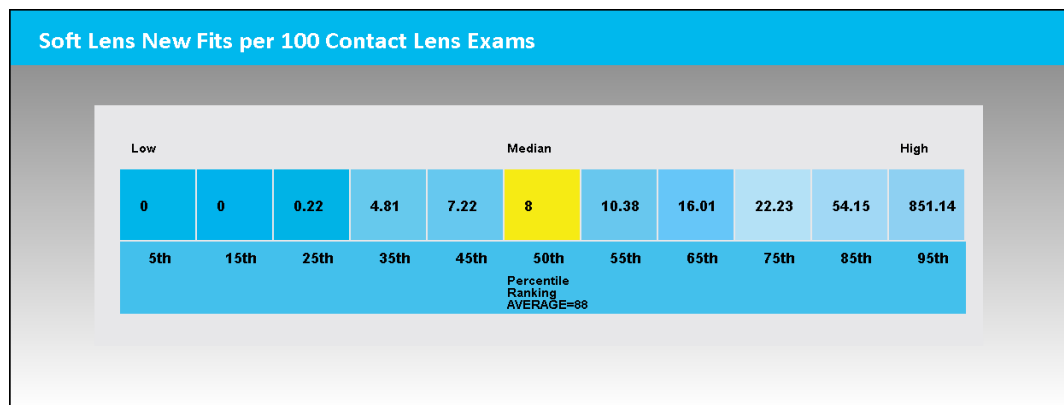 Soft Lens New Fits per 100 Contact Lens Exams
Low Median High
0 0 0.22 4.81 7.22 8 10.38 16.01 22.23 54.15 851.14
5th 15th 25th 35th 45th 50th 55th 65th 75th 85th 95th
Percentile
Ranking
AVERAGE=88